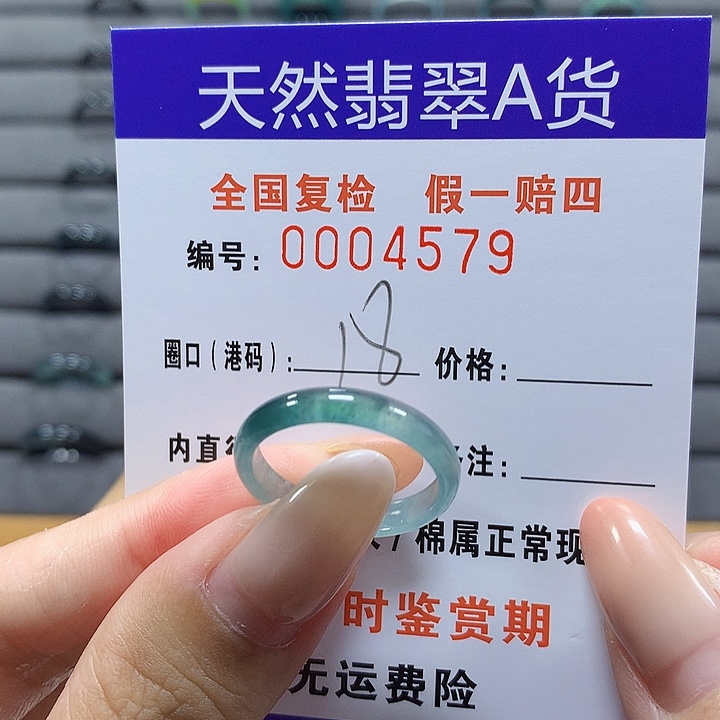 天然翡翠A货
全国复检 假一赔四
编号: 0004579
圈口(港码): 18 价格:
内直 注:
/棉属正常现
时鉴赏期
无运费险